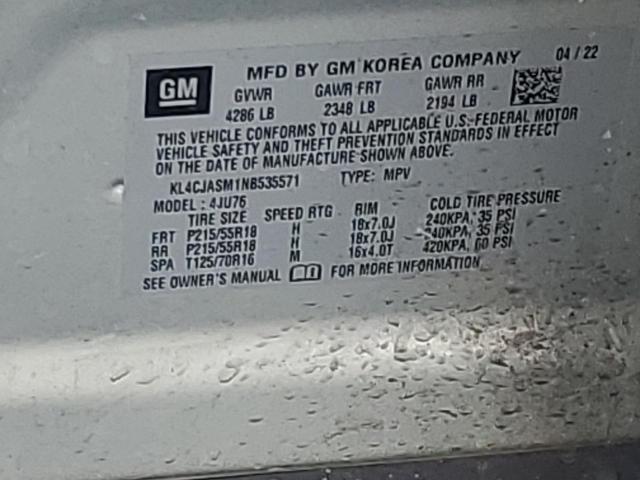 GM MFD BY GM KOREA COMPANY 04/22
GVWR GAWR FRT GAWR RR
4286 LB 2348 LB 2194 LB
THIS VEHICLE CONFORMS TO ALL APPLICABLE U.S. FEDERAL MOTOR
VEHICLE SAFETY AND THEFT PREVENTION STANDARDS IN EFFECT
ON THE DATE OF MANUFACTURE SHOWN ABOVE.
KL4CJASM1NB535571 TYPE: MPV
MODEL: 4JU76
TIRE SIZE SPEED RTG RIM COLD TIRE PRESSURE
FRT P215/55R18 H 18x7.0J 240KPA, 35 PSI
RR P215/55R18 H 18x7.0J 240KPA, 35 PSI
SPA T125/70R16 M 16x4.0T 420KPA, 60 PSI
SEE OWNER'S MANUAL FOR MORE INFORMATION